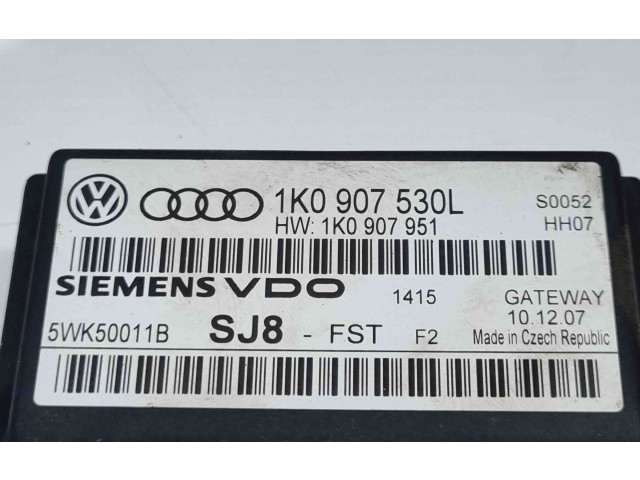 1K0 907 530L S0052
HW: 1K0 907 951 HH07
SIEMENS VDO 1415 GATEWAY
10.12.07
5WK50011B SJ8 - FST F2 Made in Czech Republic